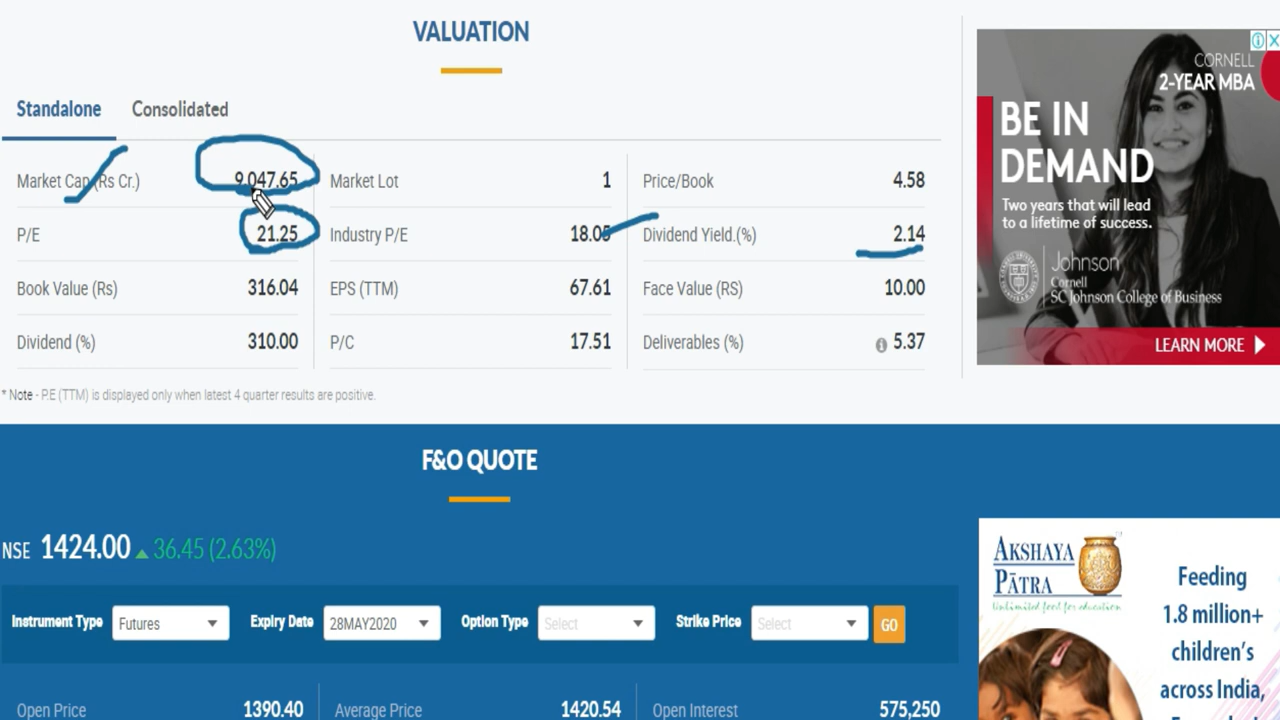 VALUATION
Standalone Consolidated
Market Cap (Rs Cr.) 9,047.65 Market Lot 1 Price/Book 4.58
P/E 21.25 Industry P/E 18.05 Dividend Yield.(%) 2.14
Book Value (Rs) 316.04 EPS (TTM) 67.61 Face Value (RS) 10.00
Dividend (%) 310.00 P/C 17.51 Deliverables (%) 5.37
* Note - P.E (TTM) is displayed only when latest 4 quarter results are positive.
CORNELL
2-YEAR MBA
BE IN
DEMAND
Two years that will lead
to a lifetime of success.
Johnson
Cornell
SC Johnson College of Business
LEARN MORE
F&O QUOTE
NSE 1424.00 36.45 (2.63%)
Instrument Type Futures Expiry Date 28MAY2020 Option Type Select Strike Price Select GO
Open Price 1390.40 Average Price 1420.54 Open Interest 575,250
AKSHAYA
PĀTRA
Unlimited food for education
Feeding
1.8 million+
children's
across India,